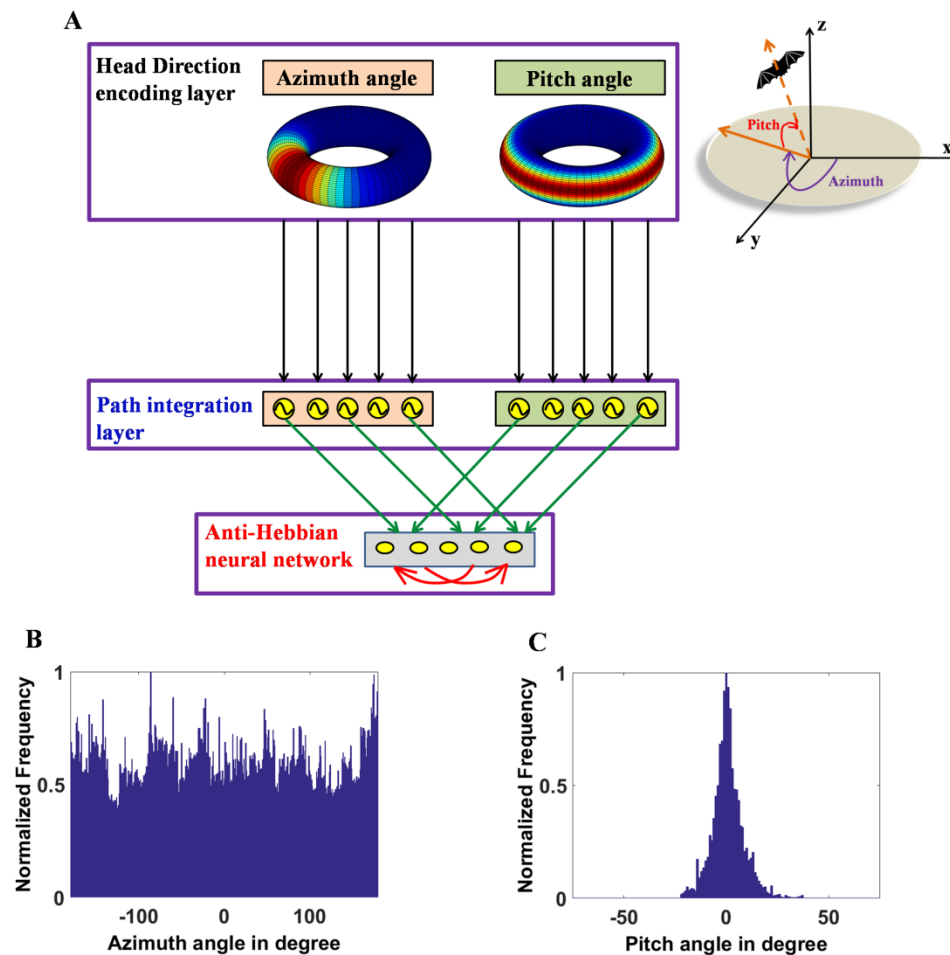 A
Head Direction
encoding layer
Azimuth angle
Pitch angle
z
Pitch
x
Azimuth
y
Path integration
layer
Anti-Hebbian
neural network
B
1
0.5
0
Normalized Frequency
-100 0 100
Azimuth angle in degree
C
1
0.5
0
Normalized Frequency
-50 0 50
Pitch angle in degree